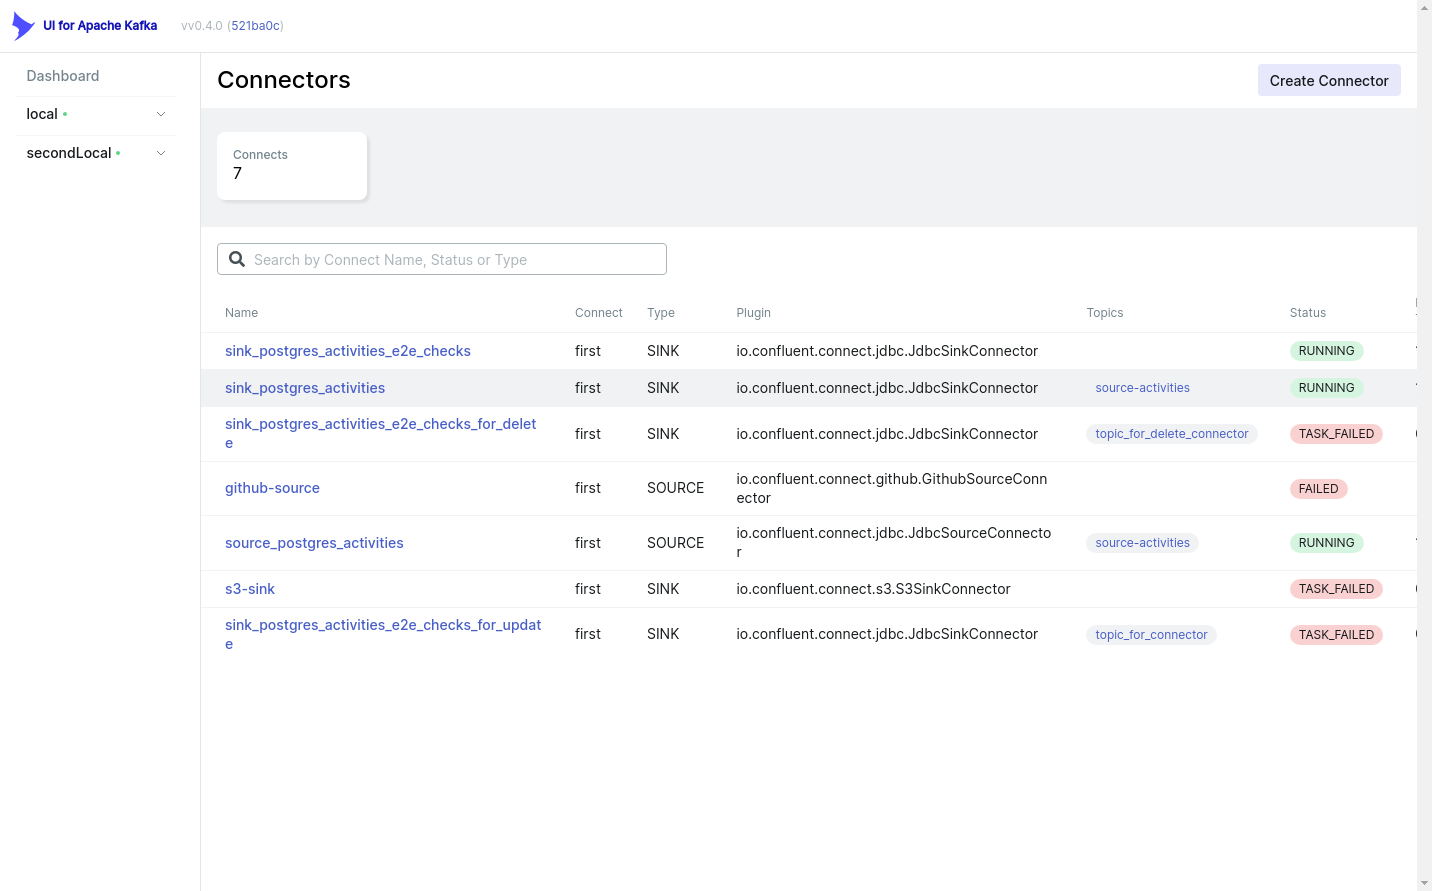 UI for Apache Kafka vv0.4.0 (521ba0c)
Dashboard
local
secondLocal
Connectors
Create Connector
Connects
7
Search by Connect Name, Status or Type
Name Connect Type Plugin Topics Status
sink_postgres_activities_e2e_checks first SINK io.confluent.connect.jdbc.JdbcSinkConnector RUNNING
sink_postgres_activities first SINK io.confluent.connect.jdbc.JdbcSinkConnector source-activities RUNNING
sink_postgres_activities_e2e_checks_for_delet
e
first SINK io.confluent.connect.jdbc.JdbcSinkConnector topic_for_delete_connector TASK_FAILED
github-source first SOURCE
io.confluent.connect.github.GithubSourceConn
ector
FAILED
source_postgres_activities first SOURCE
io.confluent.connect.jdbc.JdbcSourceConnecto
r
source-activities RUNNING
s3-sink first SINK io.confluent.connect.s3.S3SinkConnector TASK_FAILED
sink_postgres_activities_e2e_checks_for_updat
e
first SINK io.confluent.connect.jdbc.JdbcSinkConnector topic_for_connector TASK_FAILED